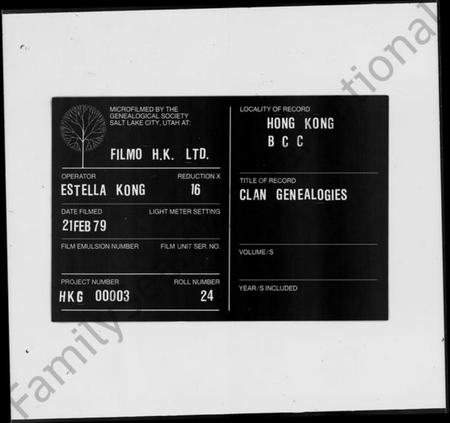 MICROFILMED BY THE
GENEALOGICAL SOCIETY
SALT LAKE CITY, UTAH AT:
FILMO H.K. LTD.
OPERATOR REDUCTION X
ESTELLA KONG 16
DATE FILMED LIGHT METER SETTING
21FEB79
FILM EMULSION NUMBER FILM UNIT SER. NO.
PROJECT NUMBER ROLL NUMBER
HKG 00003 24
LOCALITY OF RECORD
HONG KONG
B C C
TITLE OF RECORD
CLAN GENEALOGIES
VOLUME/S
YEAR/S INCLUDED